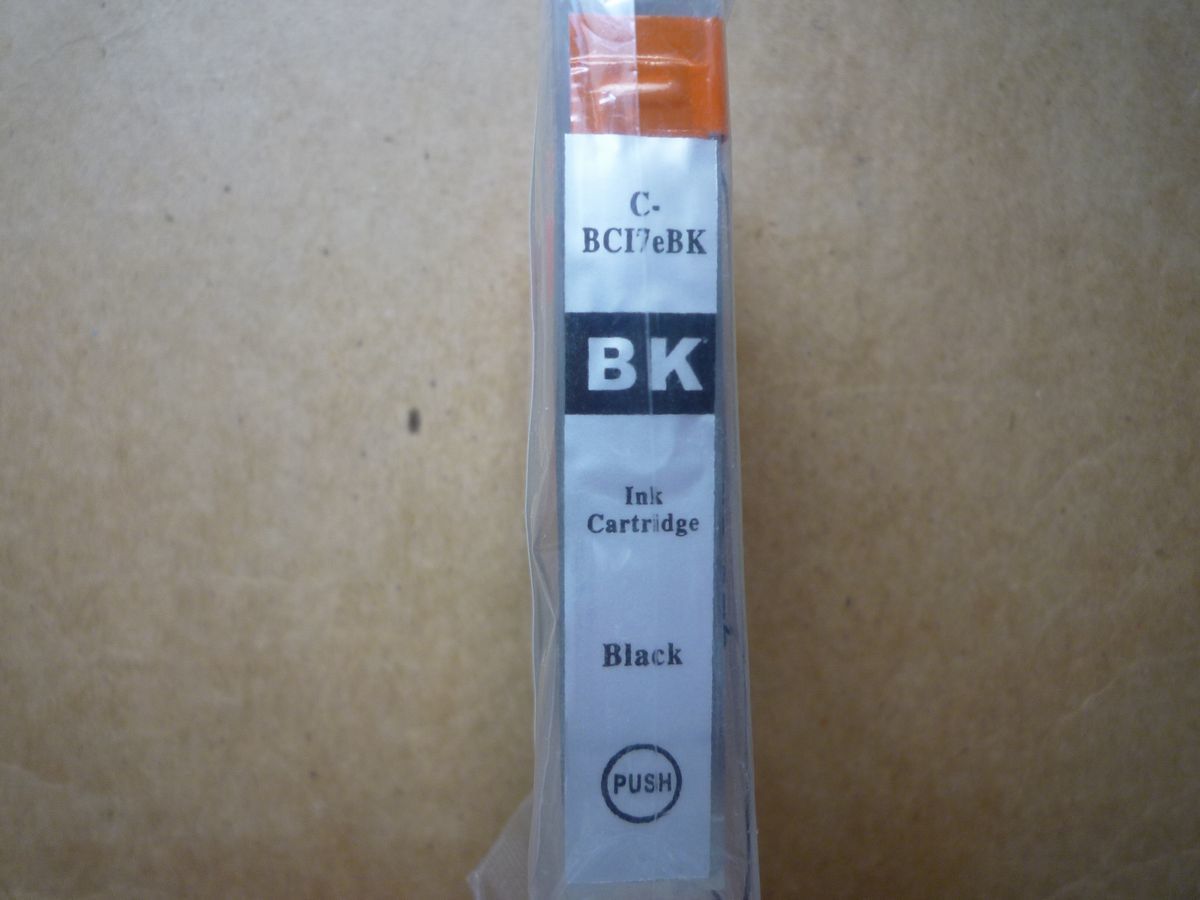 C-
BCI7eBK
BK
Ink
Cartridge
Black
PUSH